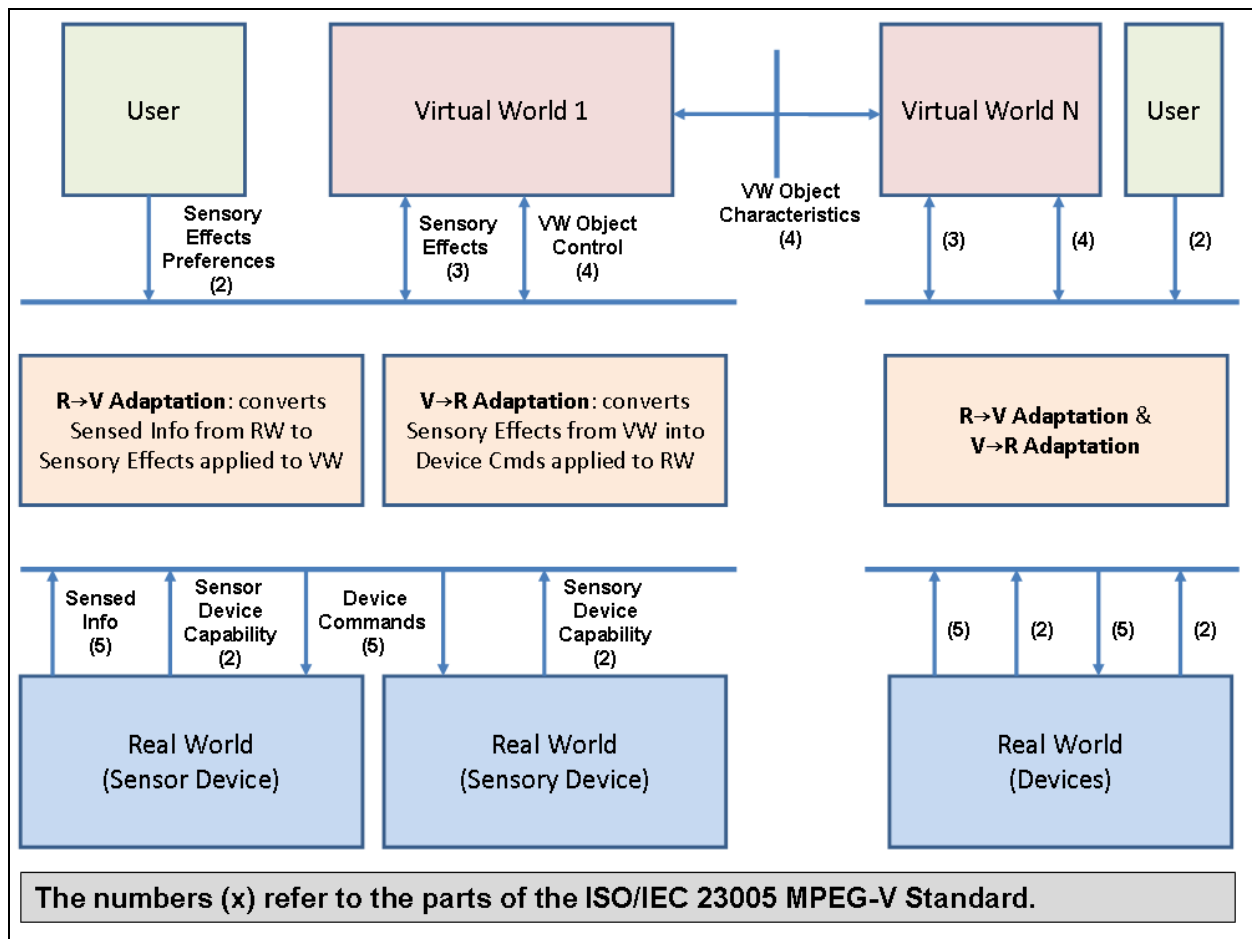 User
Virtual World 1
Virtual World N
User
Sensory
Effects
Preferences
(2)
Sensory
Effects
(3)
VW Object
Control
(4)
VW Object
Characteristics
(4)
(3)
(4)
(2)
R→V Adaptation: converts
Sensed Info from RW to
Sensory Effects applied to VW
V→R Adaptation: converts
Sensory Effects from VW into
Device Cmds applied to RW
R→V Adaptation &
V→R Adaptation
Sensed
Info
(5)
Sensor
Device
Capability
(2)
Device
Commands
(5)
Sensory
Device
Capability
(2)
(5)
(2)
(5)
(2)
Real World
(Sensor Device)
Real World
(Sensory Device)
Real World
(Devices)
The numbers (x) refer to the parts of the ISO/IEC 23005 MPEG-V Standard.